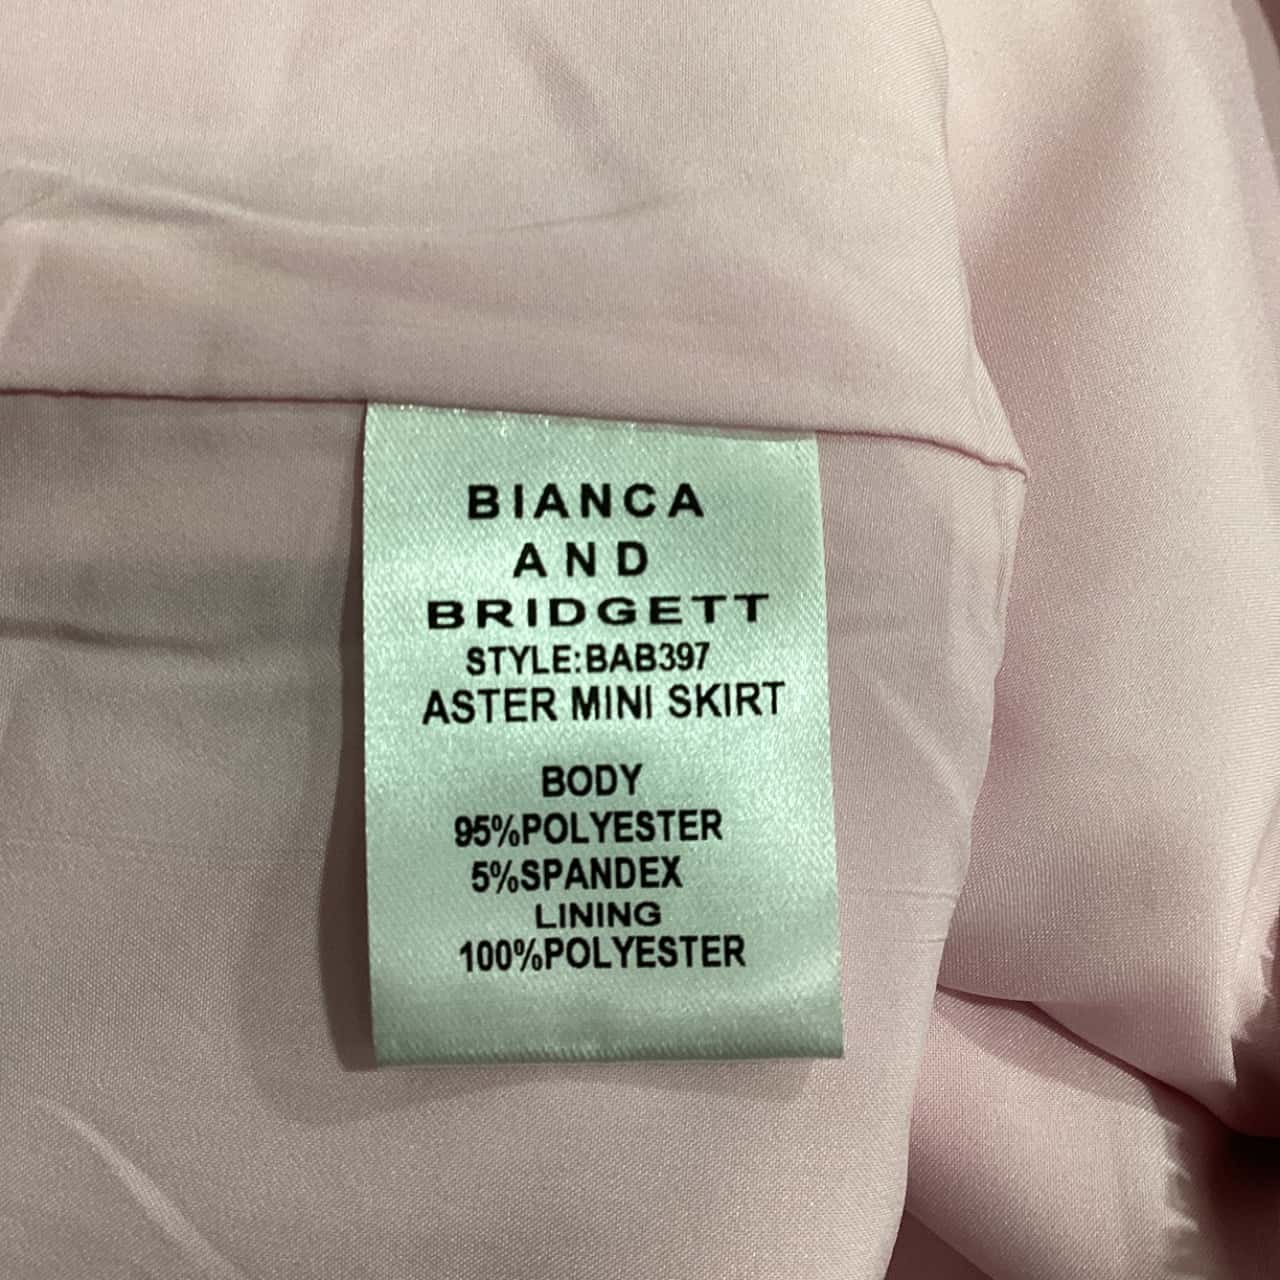 BIANCA
AND
BRIDGETT
STYLE:BAB397
ASTER MINI SKIRT
BODY
95%POLYESTER
5%SPANDEX
LINING
100%POLYESTER